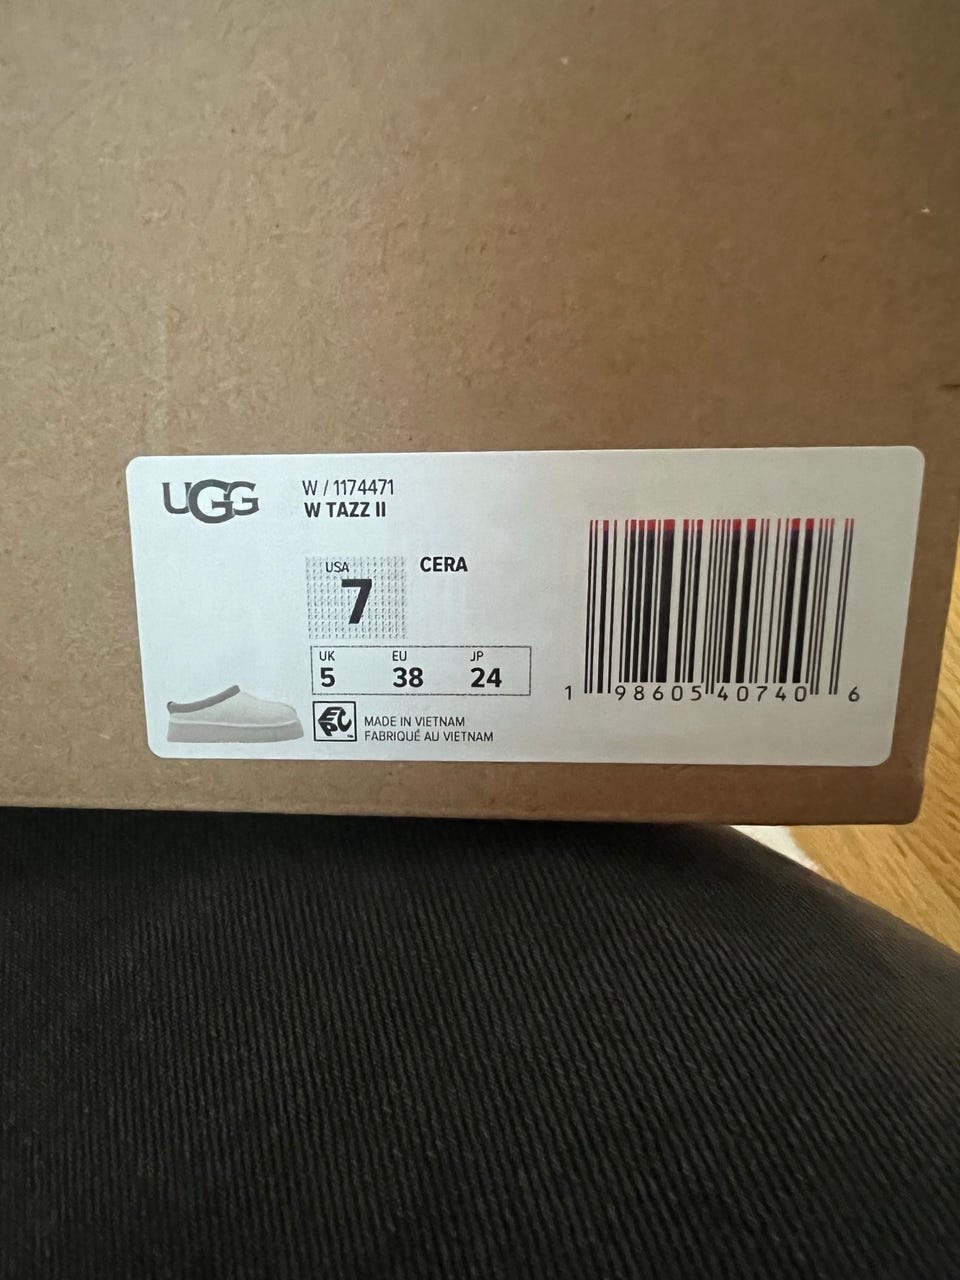 UGG
W / 1174471
W TAZZ II
USA
7
CERA
UK EU JP
5 38 24
EPC
MADE IN VIETNAM
FABRIQUÉ AU VIETNAM
1 98605 40740 6